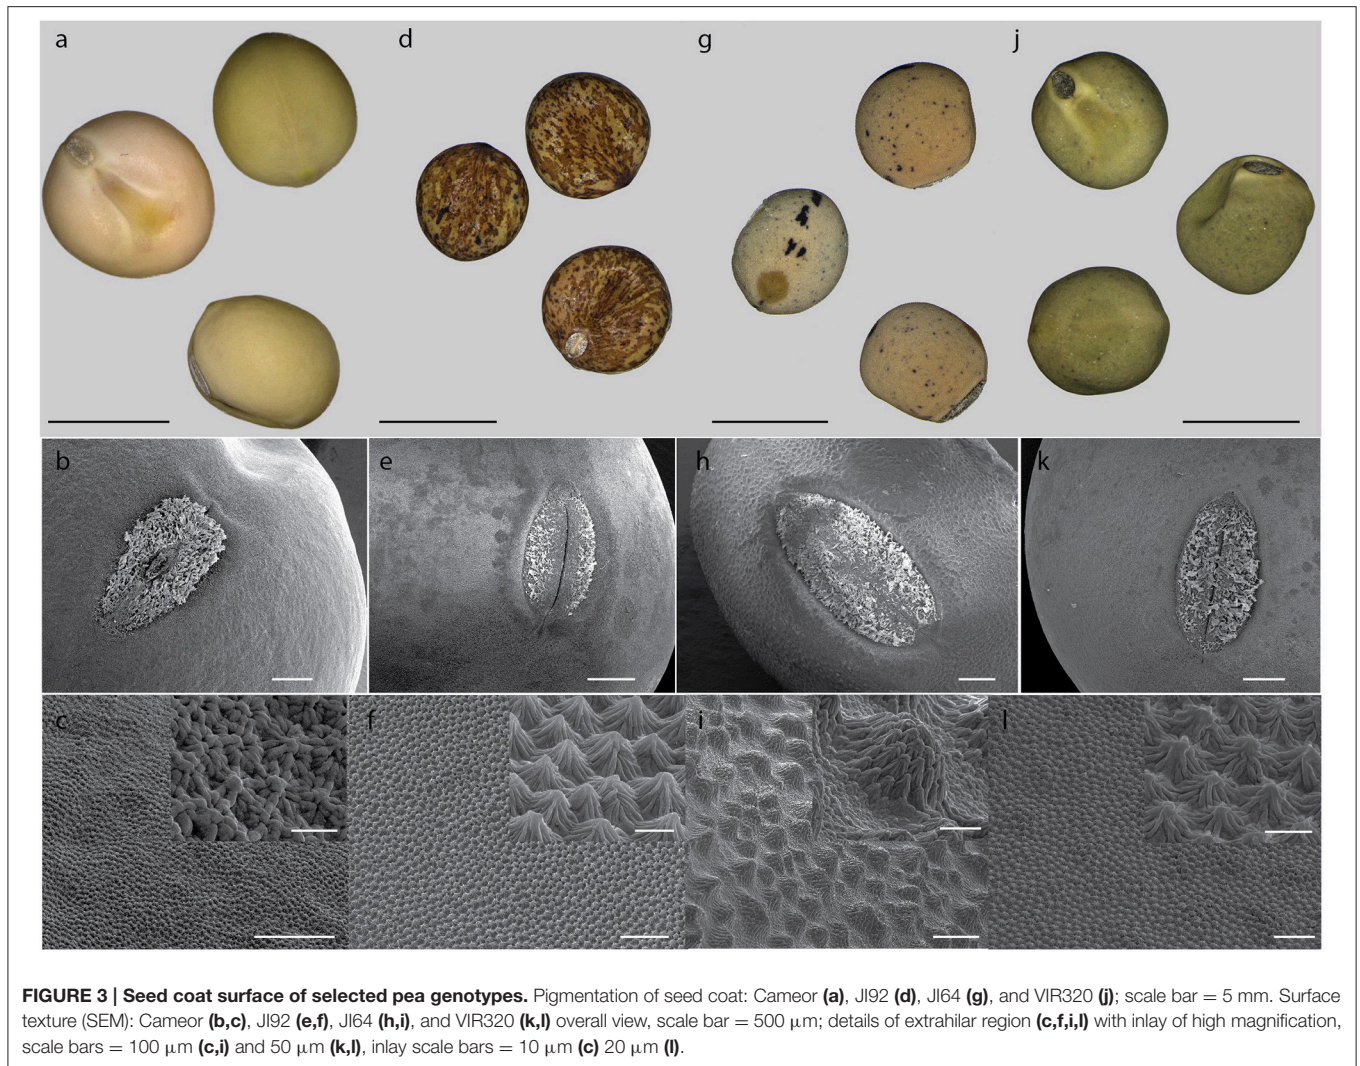 a
d
g
j
b
e
h
k
c
f
i
l
FIGURE 3 | Seed coat surface of selected pea genotypes. Pigmentation of seed coat: Cameor (a), JI92 (d), JI64 (g), and VIR320 (j); scale bar = 5 mm. Surface
texture (SEM): Cameor (b,c), JI92 (e,f), JI64 (h,i), and VIR320 (k,l) overall view, scale bar = 500 μm; details of extrahilar region (c,f,i,l) with inlay of high magnification,
scale bars = 100 μm (c,i) and 50 μm (k,l), inlay scale bars = 10 μm (c) 20 μm (l).